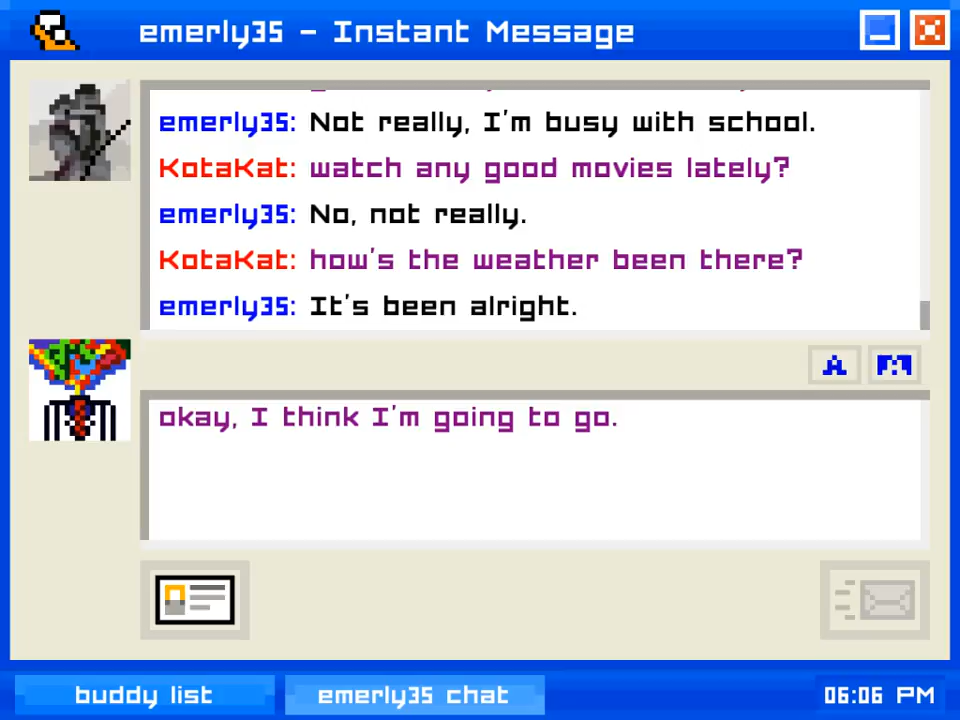 emerly35 – Instant Message
emerly35: Not really, I'm busy with school.
KotaKat: watch any good movies lately?
emerly35: No, not really.
KotaKat: how's the weather been there?
emerly35: It's been alright.
A
okay, I think I'm going to go.
buddy list
emerly35 chat
06:06 PM